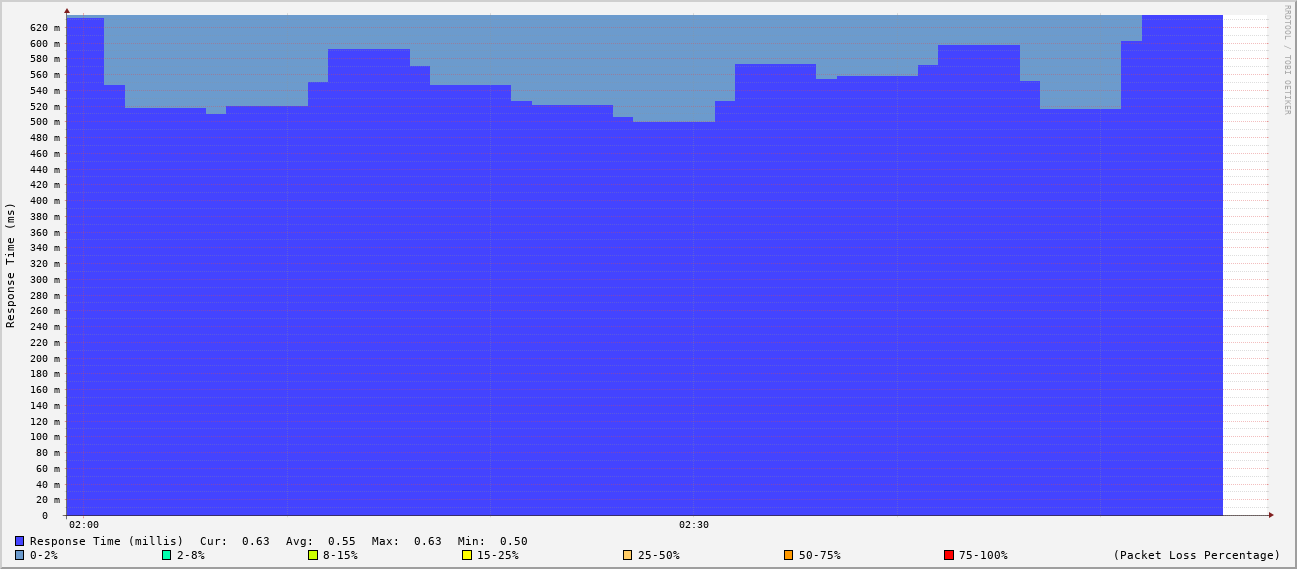 RRDTOOL / TOBI OETIKER
Response Time (ms)
620 m
600 m
580 m
560 m
540 m
520 m
500 m
480 m
460 m
440 m
420 m
400 m
380 m
360 m
340 m
320 m
300 m
280 m
260 m
240 m
220 m
200 m
180 m
160 m
140 m
120 m
100 m
80 m
60 m
40 m
20 m
0
02:00 02:30
Response Time (millis) Cur: 0.63 Avg: 0.55 Max: 0.63 Min: 0.50
0-2% 2-8% 8-15% 15-25% 25-50% 50-75% 75-100% (Packet Loss Percentage)